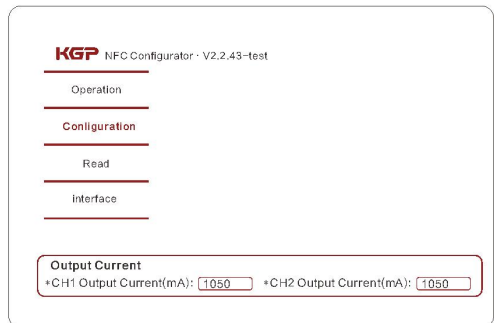 KGP NFC Configurator · V2,2,43-test
Operation
Conliguration
Read
interface
Output Current
*CH1 Output Current(mA): 1050 *CH2 Output Current(mA): 1050